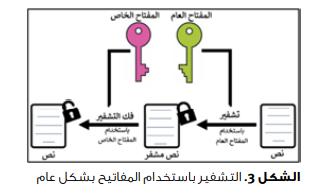 المفتاح العام
المفتاح الخاص
تشفير
باستخدام
المفتاح العام
فك التشفير
باستخدام
المفتاح الخاص
نص
نص مشفر
نص
الشكل 3. التشفير باستخدام المفاتيح بشكل عام